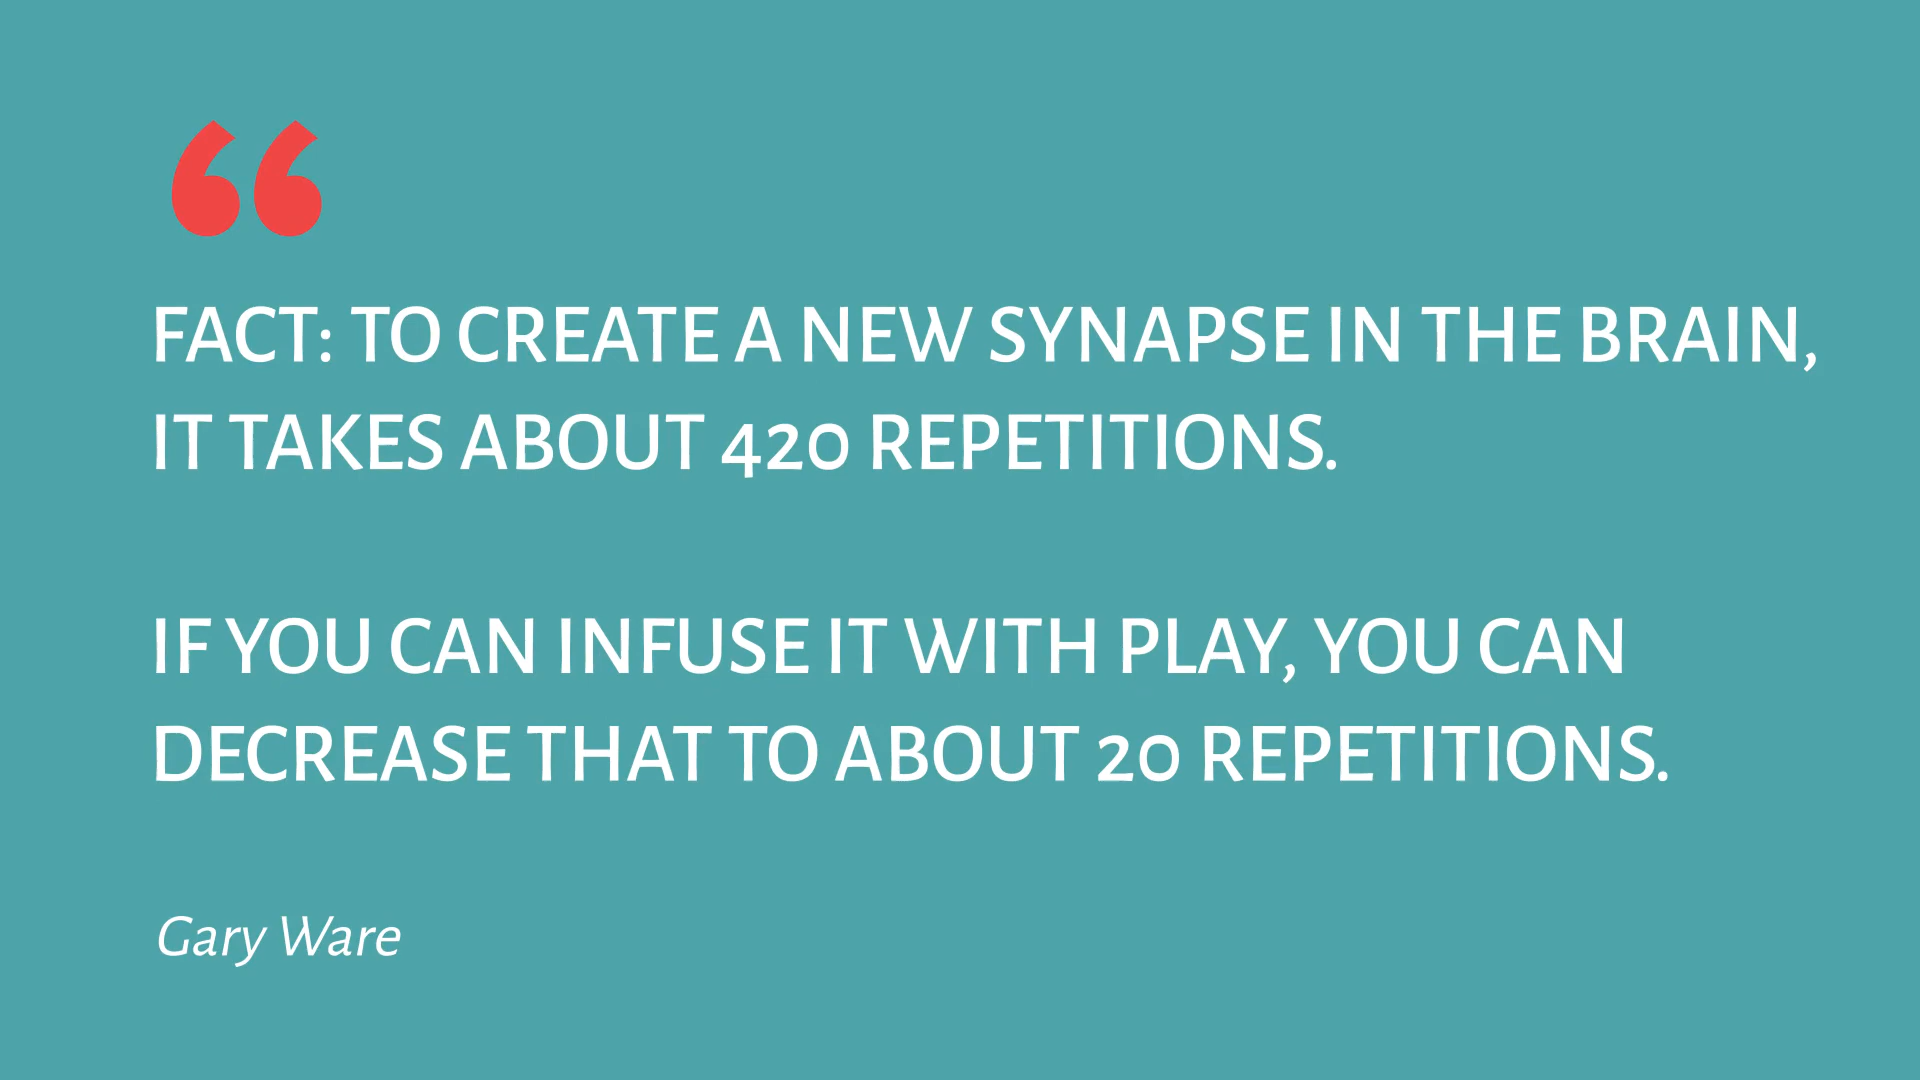 “
FACT: TO CREATE A NEW SYNAPSE IN THE BRAIN,
IT TAKES ABOUT 420 REPETITIONS.
IF YOU CAN INFUSE IT WITH PLAY, YOU CAN
DECREASE THAT TO ABOUT 20 REPETITIONS.
Gary Ware